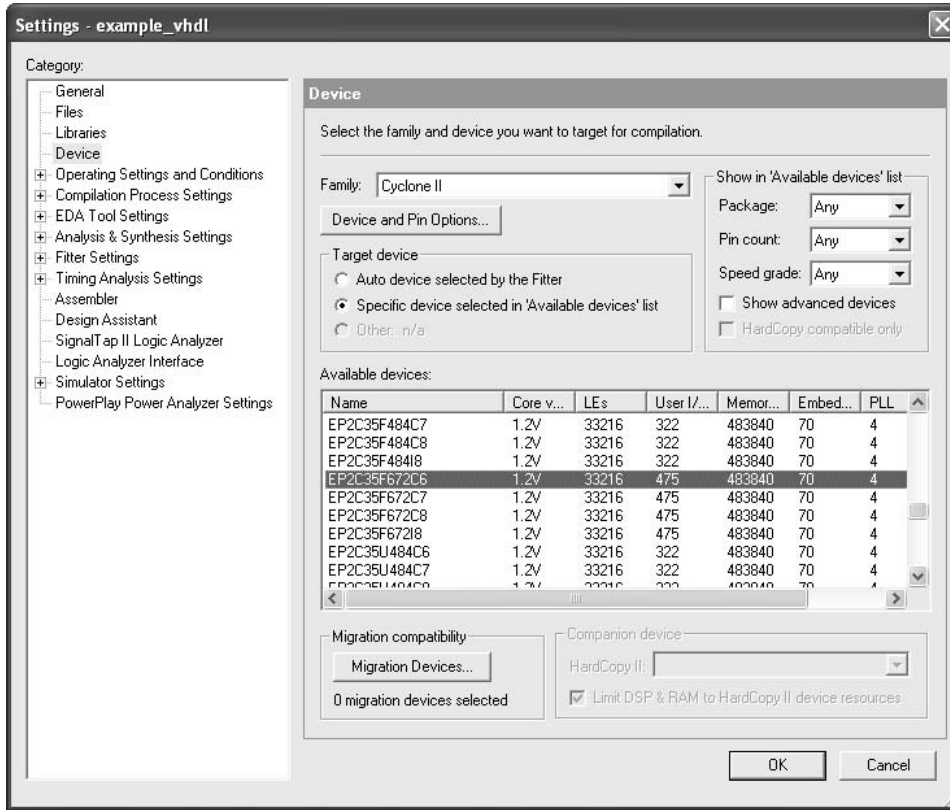 Settings - example_vhdl
Category:
General
Files
Libraries
Device
Operating Settings and Conditions
Compilation Process Settings
EDA Tool Settings
Analysis & Synthesis Settings
Fitter Settings
Timing Analysis Settings
Assembler
Design Assistant
SignalTap II Logic Analyzer
Logic Analyzer Interface
Simulator Settings
PowerPlay Power Analyzer Settings
Device
Select the family and device you want to target for compilation.
Family: Cyclone II
Device and Pin Options...
Target device
Auto device selected by the Fitter
Specific device selected in 'Available devices' list
Other: n/a
Show in 'Available devices' list
Package: Any
Pin count: Any
Speed grade: Any
Show advanced devices
HardCopy compatible only
Available devices:
Name Core v... LEs User I/... Memor... Embed... PLL
EP2C35F484C7 1.2V 33216 322 483840 70 4
EP2C35F484C8 1.2V 33216 322 483840 70 4
EP2C35F484I8 1.2V 33216 322 483840 70 4
EP2C35F672C6 1.2V 33216 475 483840 70 4
EP2C35F672C7 1.2V 33216 475 483840 70 4
EP2C35F672C8 1.2V 33216 475 483840 70 4
EP2C35F672I8 1.2V 33216 475 483840 70 4
EP2C35U484C6 1.2V 33216 322 483840 70 4
EP2C35U484C7 1.2V 33216 322 483840 70 4
Migration compatibility
Migration Devices...
0 migration devices selected
Companion device
HardCopy II:
Limit DSP & RAM to HardCopy II device resources
OK Cancel